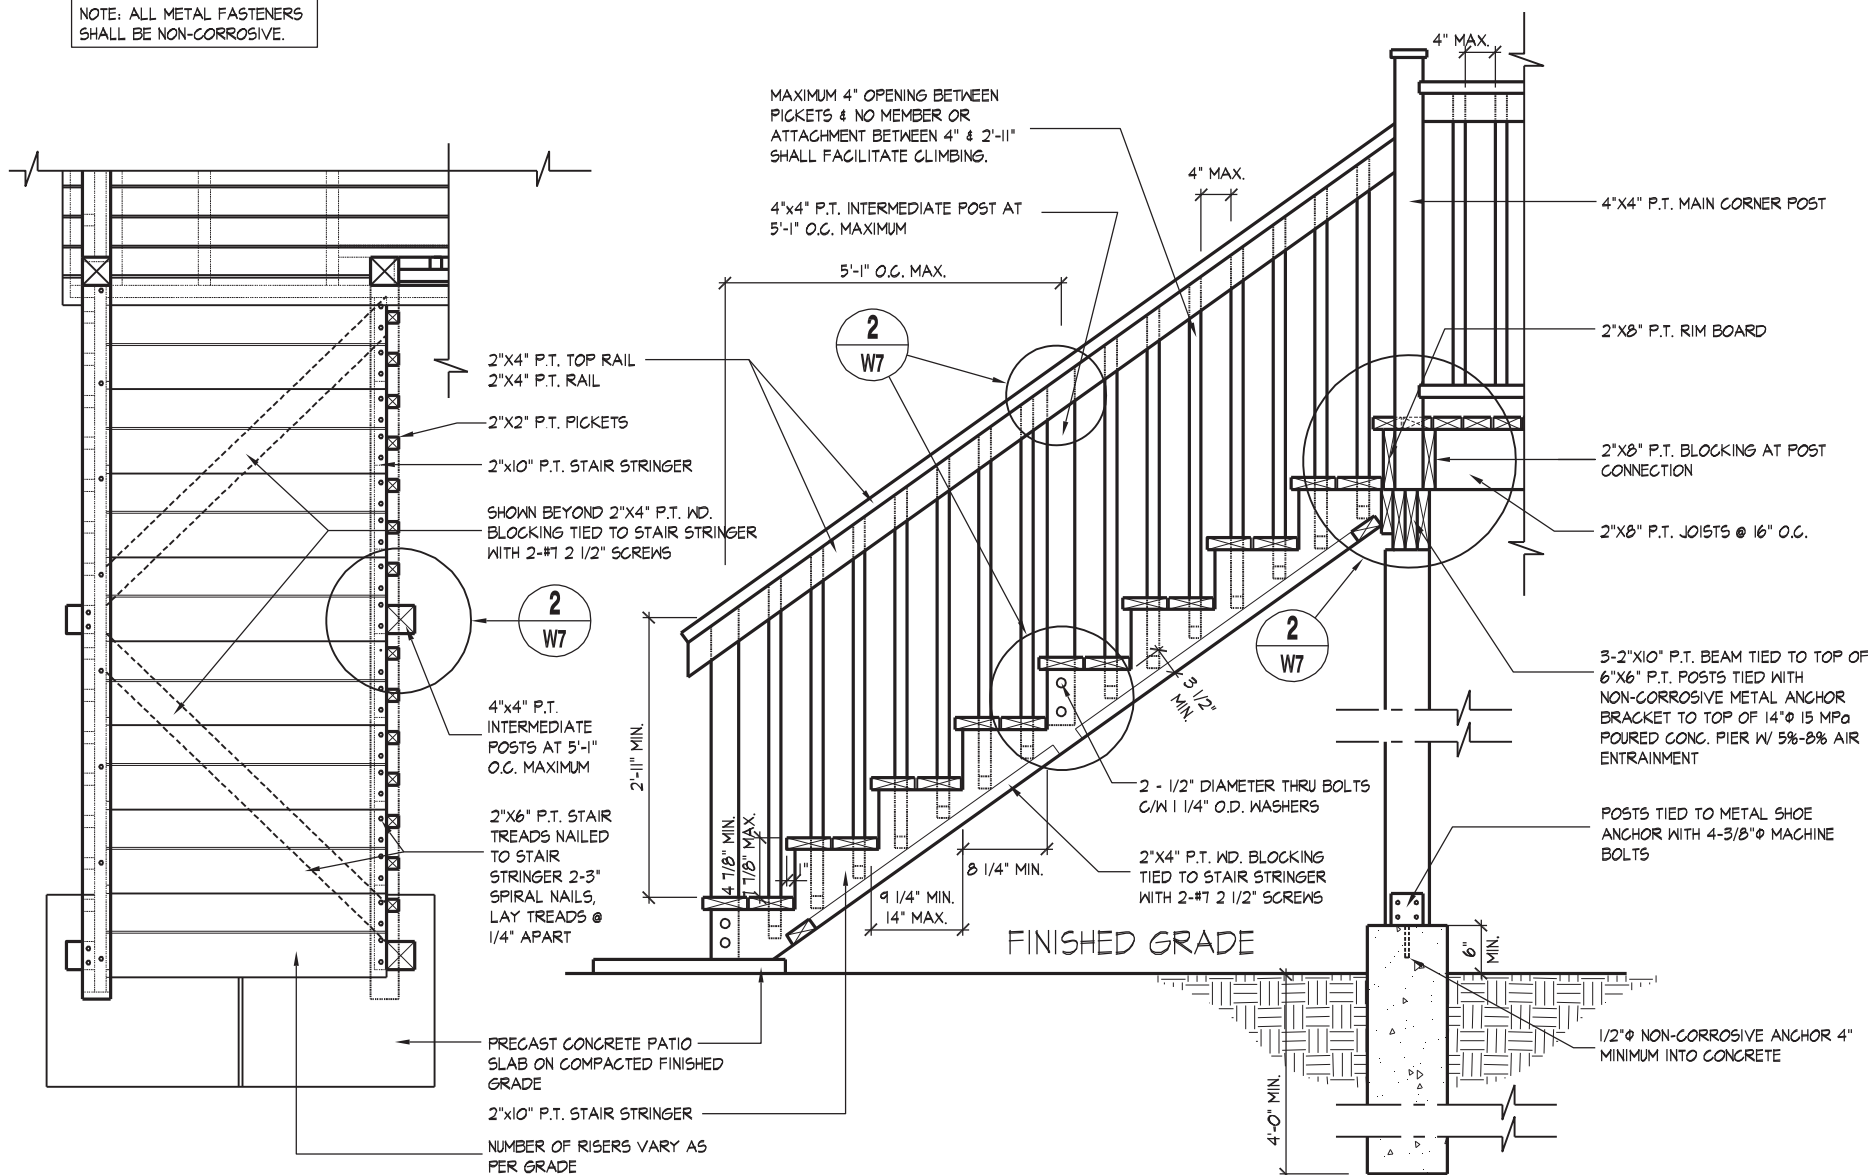 NOTE: ALL METAL FASTENERS
SHALL BE NON-CORROSIVE.
4" MAX.
MAXIMUM 4" OPENING BETWEEN
PICKETS & NO MEMBER OR
ATTACHMENT BETWEEN 4" & 2'-11"
SHALL FACILITATE CLIMBING.
4" MAX.
4"x4" P.T. INTERMEDIATE POST AT
5'-1" O.C. MAXIMUM
4"X4" P.T. MAIN CORNER POST
5'-1" O.C. MAX.
2
W7
2"X8" P.T. RIM BOARD
2"X4" P.T. TOP RAIL
2"X4" P.T. RAIL
2"X2" P.T. PICKETS
2"x10" P.T. STAIR STRINGER
2"X8" P.T. BLOCKING AT POST
CONNECTION
SHOWN BEYOND 2"X4" P.T. WD.
BLOCKING TIED TO STAIR STRINGER
WITH 2-#7 2 1/2" SCREWS
2"X8" P.T. JOISTS @ 16" O.C.
2
W7
2
W7
3-2"X10" P.T. BEAM TIED TO TOP OF
6"X6" P.T. POSTS TIED WITH
NON-CORROSIVE METAL ANCHOR
BRACKET TO TOP OF 14"Φ 15 MPa
POURED CONC. PIER W/ 5%-8% AIR
ENTRAINMENT
3 1/2"
MIN.
4"x4" P.T.
INTERMEDIATE
POSTS AT 5'-1"
O.C. MAXIMUM
2'-11" MIN.
2 - 1/2" DIAMETER THRU BOLTS
C/W 1 1/4" O.D. WASHERS
2"X6" P.T. STAIR
TREADS NAILED
TO STAIR
STRINGER 2-3"
SPIRAL NAILS,
LAY TREADS @
1/4" APART
POSTS TIED TO METAL SHOE
ANCHOR WITH 4-3/8"Φ MACHINE
BOLTS
4 7/8" MIN.
7 7/8" MAX.
1"
8 1/4" MIN.
2"X4" P.T. WD. BLOCKING
TIED TO STAIR STRINGER
WITH 2-#7 2 1/2" SCREWS
9 1/4" MIN.
14" MAX.
FINISHED GRADE
6"
MIN.
PRECAST CONCRETE PATIO
SLAB ON COMPACTED FINISHED
GRADE
1/2"Φ NON-CORROSIVE ANCHOR 4"
MINIMUM INTO CONCRETE
2"x10" P.T. STAIR STRINGER
4'-0" MIN.
NUMBER OF RISERS VARY AS
PER GRADE